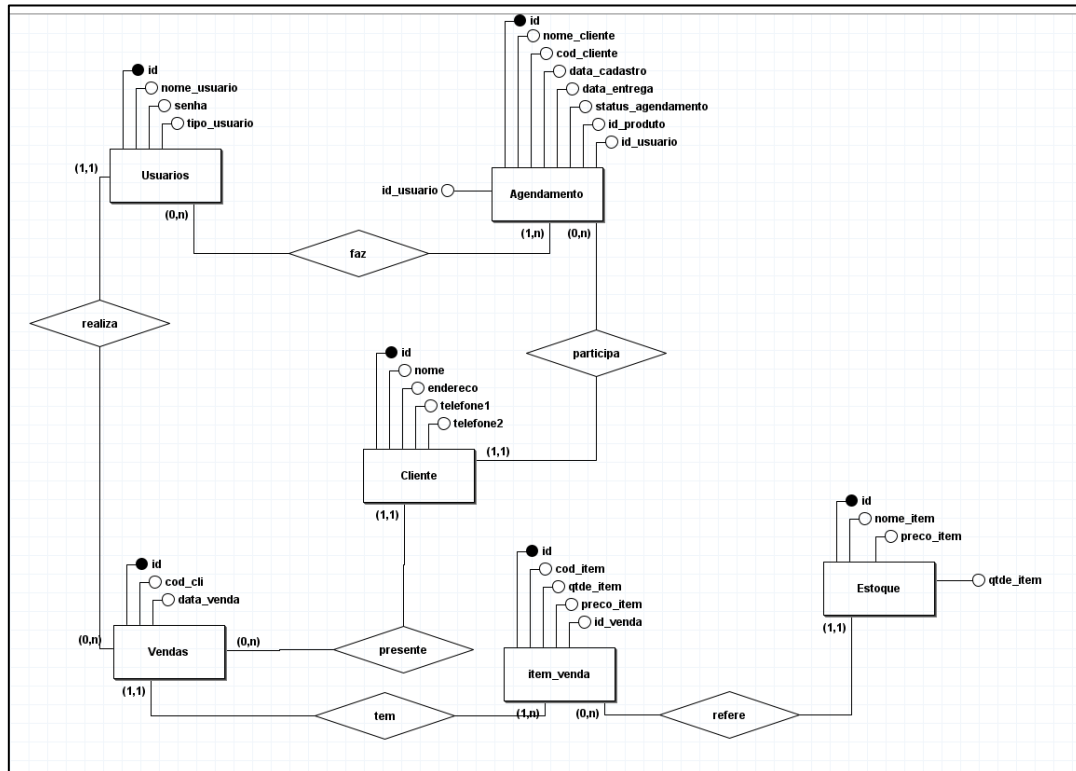 id
nome_cliente
cod_cliente
data_cadastro
data_entrega
status_agendamento
id_produto
id_usuario
id_usuario
Agendamento
(1,n)
(0,n)
id
nome_usuario
senha
tipo_usuario
(1,1)
Usuarios
(0,n)
faz
realiza
participa
id
nome
endereco
telefone1
telefone2
(1,1)
Cliente
(1,1)
id
nome_item
preco_item
qtde_item
Estoque
(1,1)
id
cod_cli
data_venda
(0,n)
Vendas
(0,n)
(1,1)
presente
id
cod_item
qtde_item
preco_item
id_venda
item_venda
(1,n)
(0,n)
tem
refere